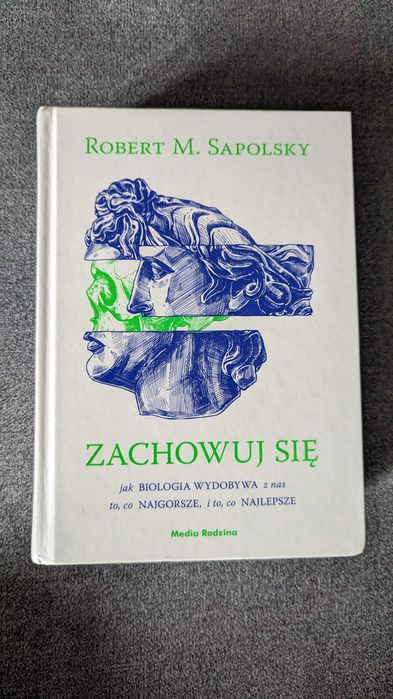 ROBERT M. SAPOLSKY
ZACHOWUJ SIĘ
jak BIOLOGIA WYDOBYWA z nas
to, co NAJGORSZE, i to, co NAJLEPSZE
Media Rodzina